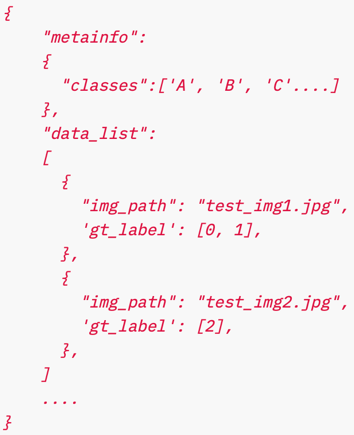 {
"metainfo":
{
"classes":['A', 'B', 'C'....]
},
"data_list":
[
{
"img_path": "test_img1.jpg",
'gt_label': [0, 1],
},
{
"img_path": "test_img2.jpg",
'gt_label': [2],
},
]
....
}